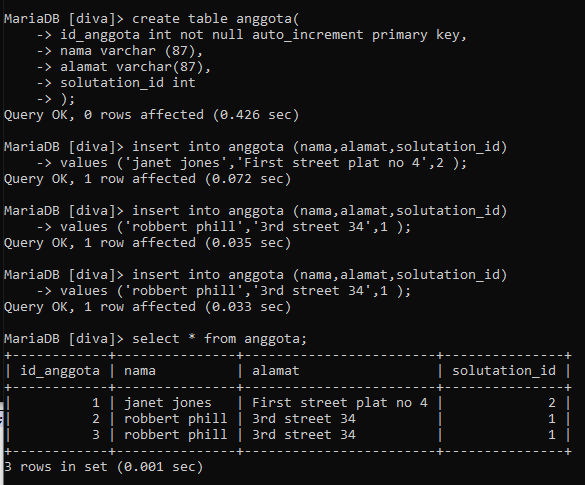 MariaDB [diva]> create table anggota(
    -> id_anggota int not null auto_increment primary key,
    -> nama varchar (87),
    -> alamat varchar(87),
    -> solutation_id int
    -> );
Query OK, 0 rows affected (0.426 sec)

MariaDB [diva]> insert into anggota (nama,alamat,solutation_id)
    -> values ('janet jones','First street plat no 4',2 );
Query OK, 1 row affected (0.072 sec)

MariaDB [diva]> insert into anggota (nama,alamat,solutation_id)
    -> values ('robbert phill','3rd street 34',1 );
Query OK, 1 row affected (0.035 sec)

MariaDB [diva]> insert into anggota (nama,alamat,solutation_id)
    -> values ('robbert phill','3rd street 34',1 );
Query OK, 1 row affected (0.033 sec)

MariaDB [diva]> select * from anggota;
+------------+---------------+------------------------+---------------+
| id_anggota | nama          | alamat                 | solutation_id |
+------------+---------------+------------------------+---------------+
|          1 | janet jones   | First street plat no 4 |             2 |
|          2 | robbert phill | 3rd street 34          |             1 |
|          3 | robbert phill | 3rd street 34          |             1 |
+------------+---------------+------------------------+---------------+
3 rows in set (0.001 sec)